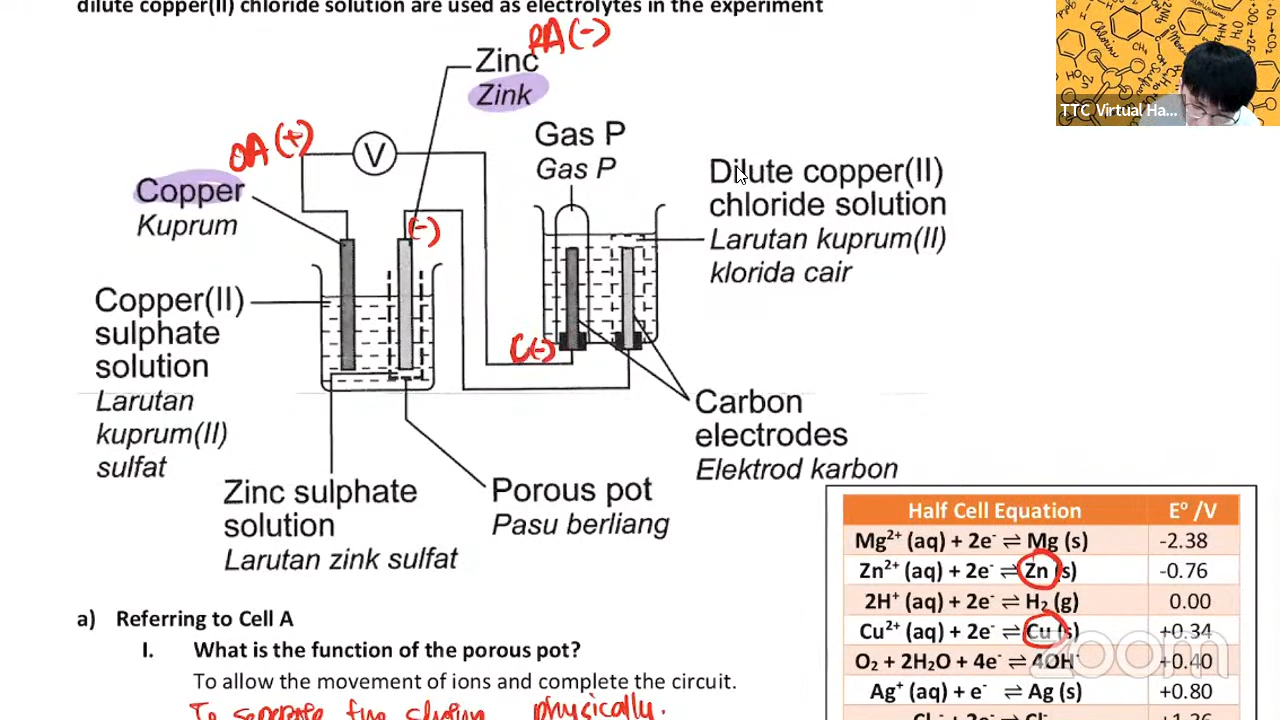 dilute copper(II) chloride solution are used as electrolytes in the experiment
RA (-)
Zinc
Zink
OA (+)
V
Copper
Kuprum
(-)
Gas P
Gas P
Dilute copper(II)
chloride solution
Larutan kuprum(II)
klorida cair
TTC Virtual Ha...
Copper(II)
sulphate
solution
Larutan
kuprum(II)
sulfat
C(-)
Carbon
electrodes
Elektrod karbon
Zinc sulphate
solution
Larutan zink sulfat
Porous pot
Pasu berliang
Half Cell Equation E° /V
Mg²⁺ (aq) + 2e⁻ ⇌ Mg (s) -2.38
Zn²⁺ (aq) + 2e⁻ ⇌ Zn (s) -0.76
2H⁺ (aq) + 2e⁻ ⇌ H₂ (g) 0.00
Cu²⁺ (aq) + 2e⁻ ⇌ Cu (s) +0.34
O₂ + 2H₂O + 4e⁻ ⇌ 4OH⁻ +0.40
Ag⁺ (aq) + e⁻ ⇌ Ag (s) +0.80
zoom
a) Referring to Cell A
I. What is the function of the porous pot?
To allow the movement of ions and complete the circuit.
To separate physically.